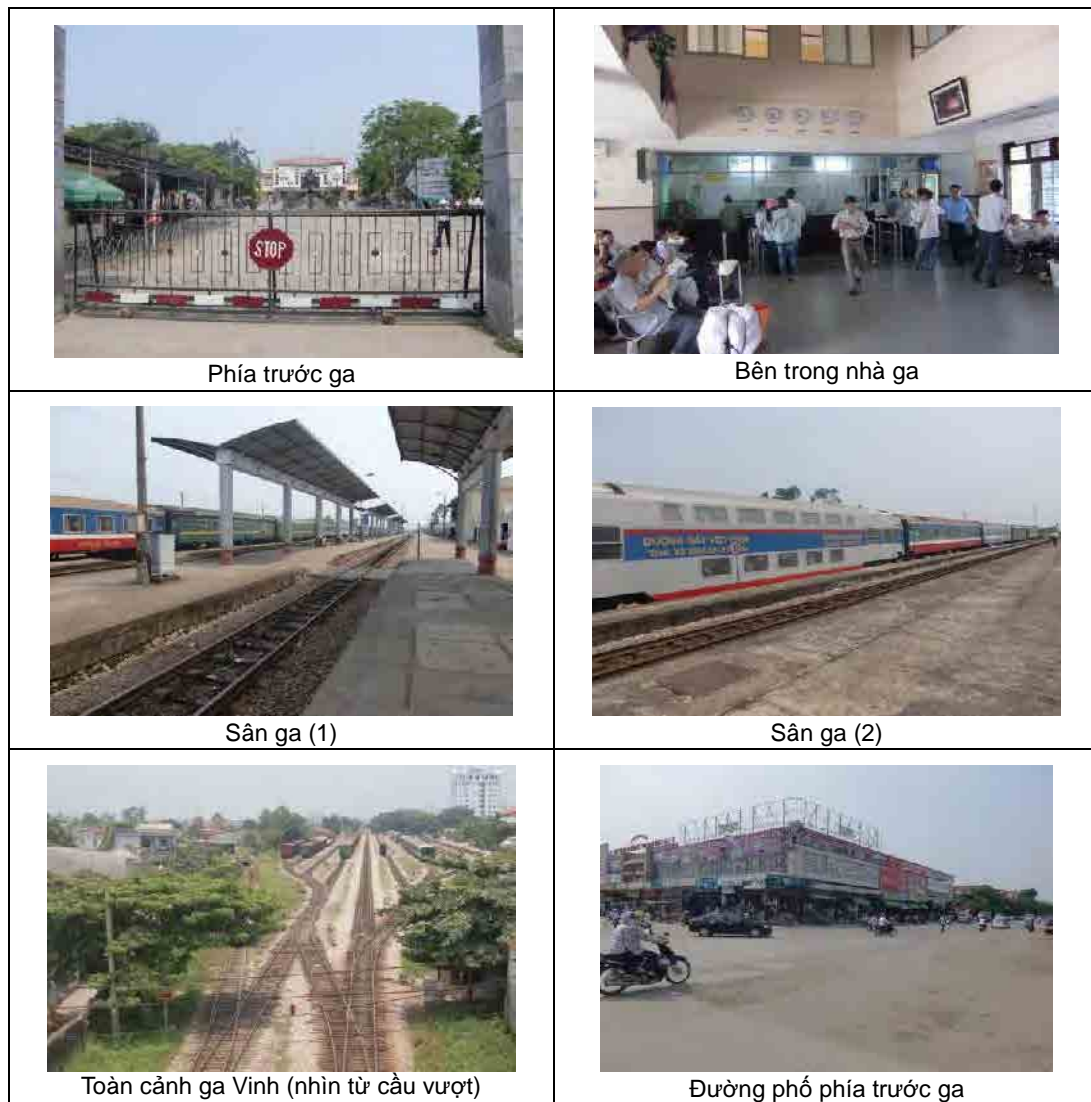 STOP
Phía trước ga
Bên trong nhà ga
ĐƯỜNG SẮT VIỆT NAM
Sân ga (1)
Sân ga (2)
Toàn cảnh ga Vinh (nhìn từ cầu vượt)
Đường phố phía trước ga